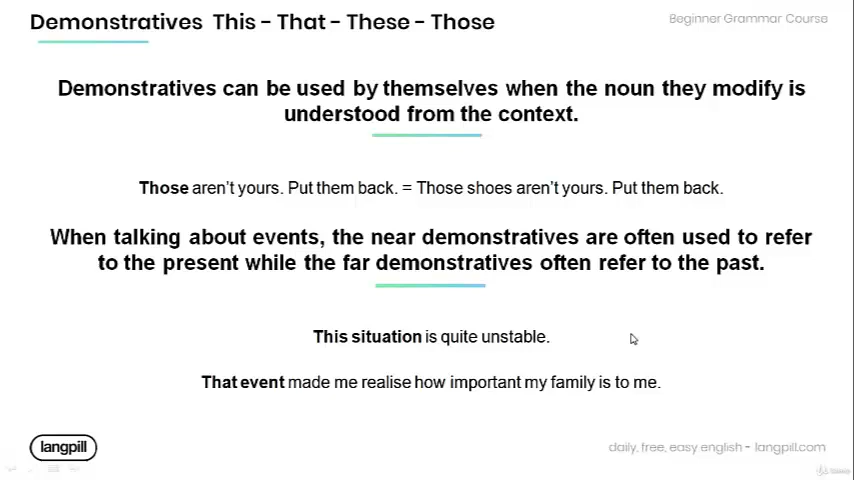 Demonstratives This - That - These - Those
Beginner Grammar Course
Demonstratives can be used by themselves when the noun they modify is
understood from the context.
Those aren't yours. Put them back. = Those shoes aren't yours. Put them back.
When talking about events, the near demonstratives are often used to refer
to the present while the far demonstratives often refer to the past.
This situation is quite unstable.
That event made me realise how important my family is to me.
langpill
daily, free, easy english - langpill.com
Udemy